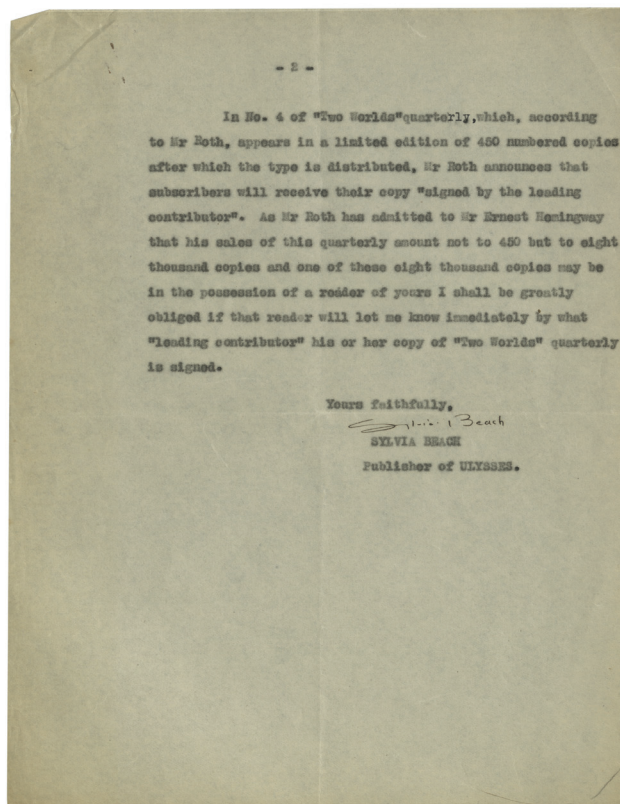 - 2 -
In No. 4 of "Two Worlds"quarterly,which, according
to Mr Roth, appears in a limited edition of 450 numbered copies
after which the type is distributed, Mr Roth announces that
subscribers will receive their copy "signed by the leading
contributor". As Mr Roth has admitted to Mr Ernest Hemingway
that his sales of this quarterly amount not to 450 but to eight
thousand copies and one of these eight thousand copies may be
in the possession of a reader of yours I shall be greatly
obliged if that reader will let me know immediately by what
"leading contributor" his or her copy of "Two Worlds" quarterly
is signed.
Yours faithfully,
Sylvia Beach
SYLVIA BEACH
Publisher of ULYSSES.